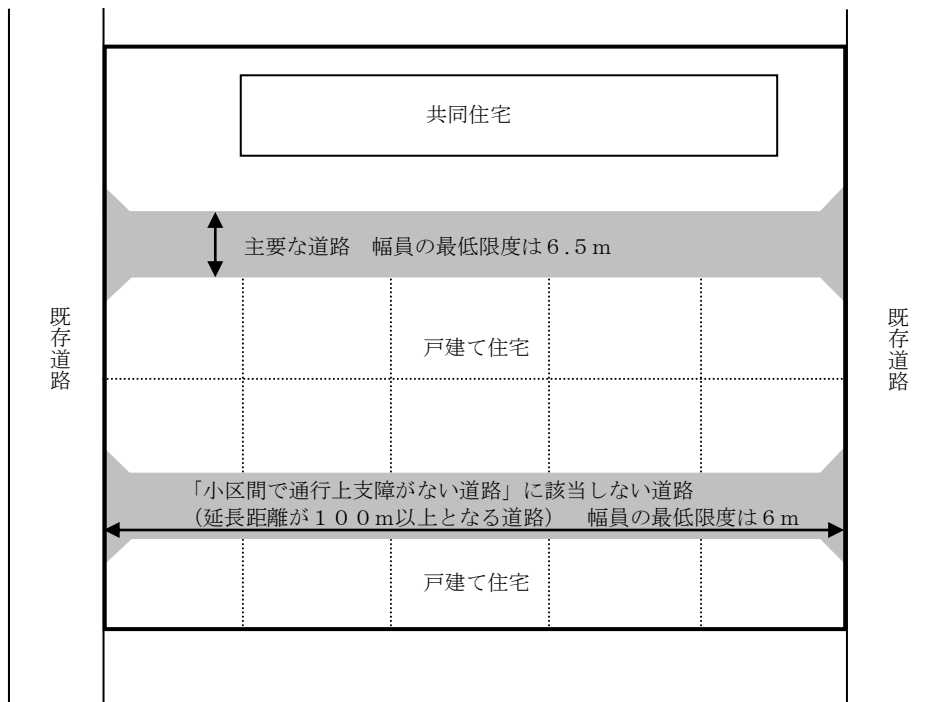 共同住宅
主要な道路　幅員の最低限度は６.５ｍ
既存道路
戸建て住宅
既存道路
「小区間で通行上支障がない道路」に該当しない道路
（延長距離が１００ｍ以上となる道路）　幅員の最低限度は６ｍ
戸建て住宅